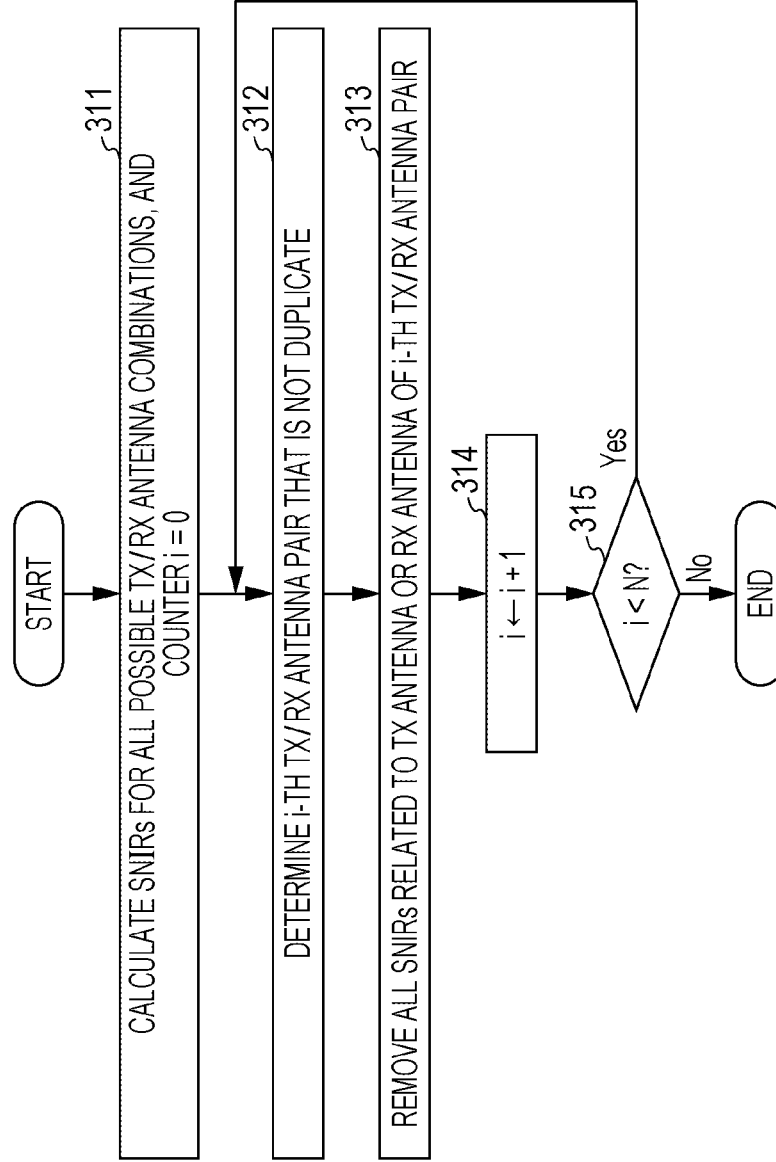 START
311
CALCULATE SNIRs FOR ALL POSSIBLE TX/RX ANTENNA COMBINATIONS, AND
COUNTER i = 0
312
DETERMINE i-TH TX/RX ANTENNA PAIR THAT IS NOT DUPLICATE
313
REMOVE ALL SNIRs RELATED TO TX ANTENNA OR RX ANTENNA OF i-TH TX/RX ANTENNA PAIR
314
i ← i + 1
315
i < N?
Yes
No
END